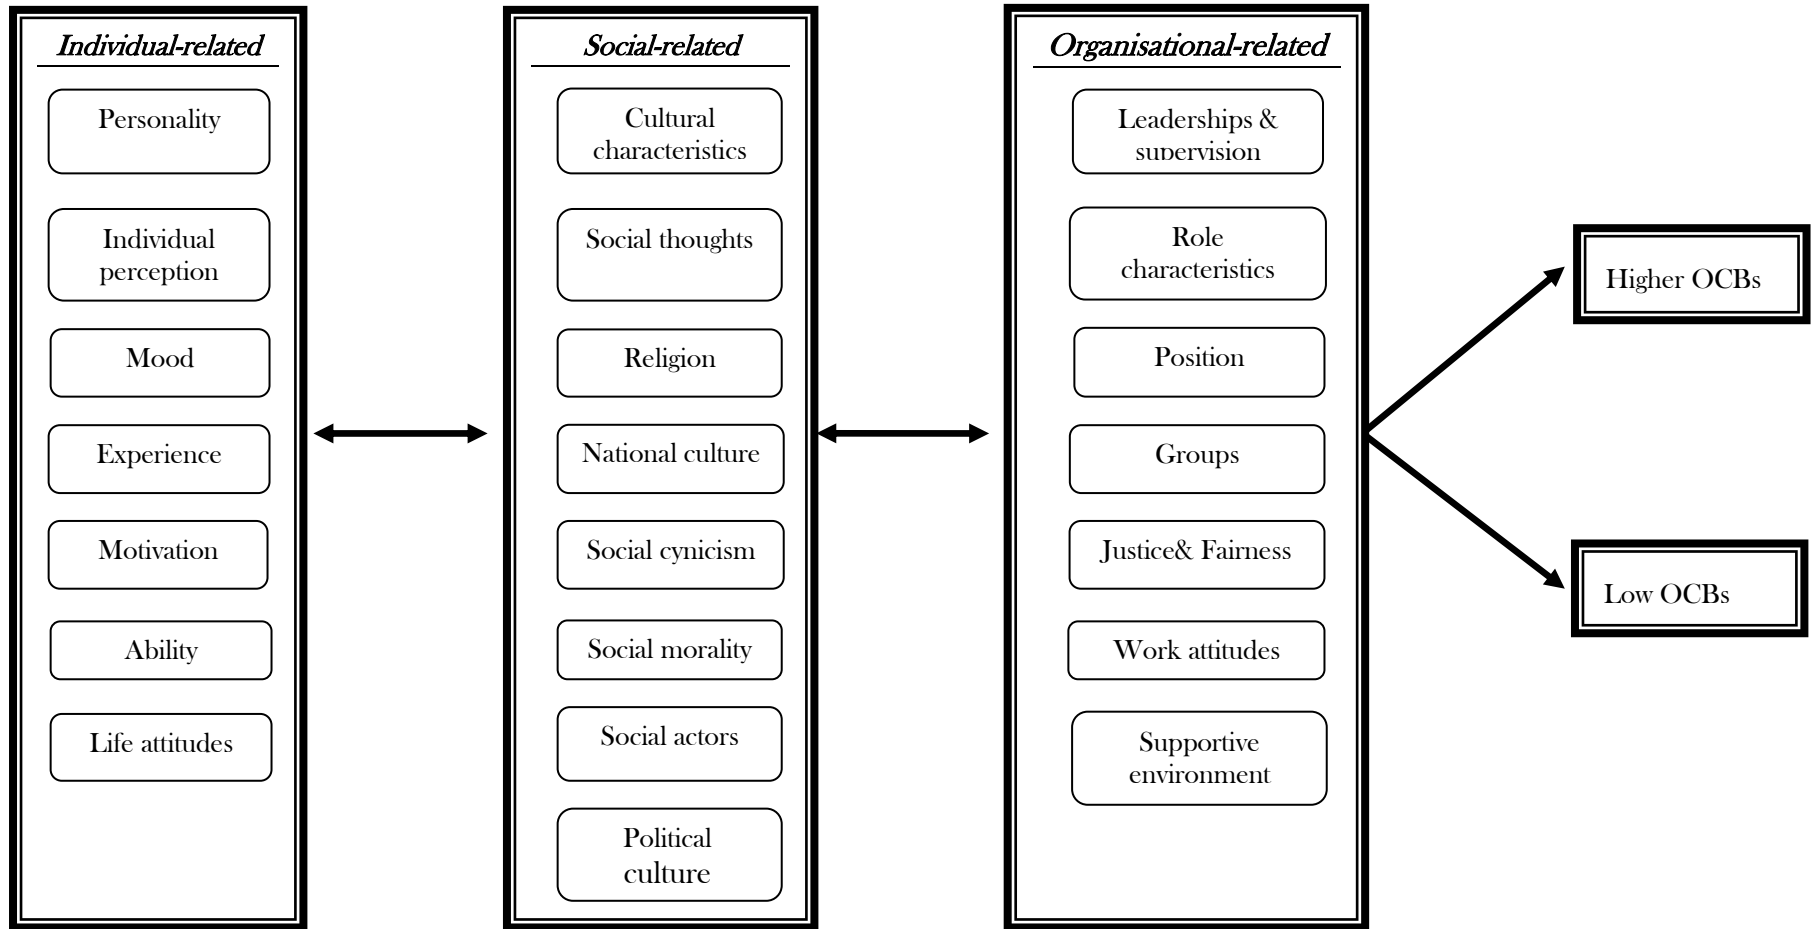 Individual-related
Personality
Individual
perception
Mood
Experience
Motivation
Ability
Life attitudes
Social-related
Cultural
characteristics
Social thoughts
Religion
National culture
Social cynicism
Social morality
Social actors
Political
culture
Organisational-related
Leaderships &
supervision
Role
characteristics
Position
Groups
Justice& Fairness
Work attitudes
Supportive
environment
Higher OCBs
Low OCBs